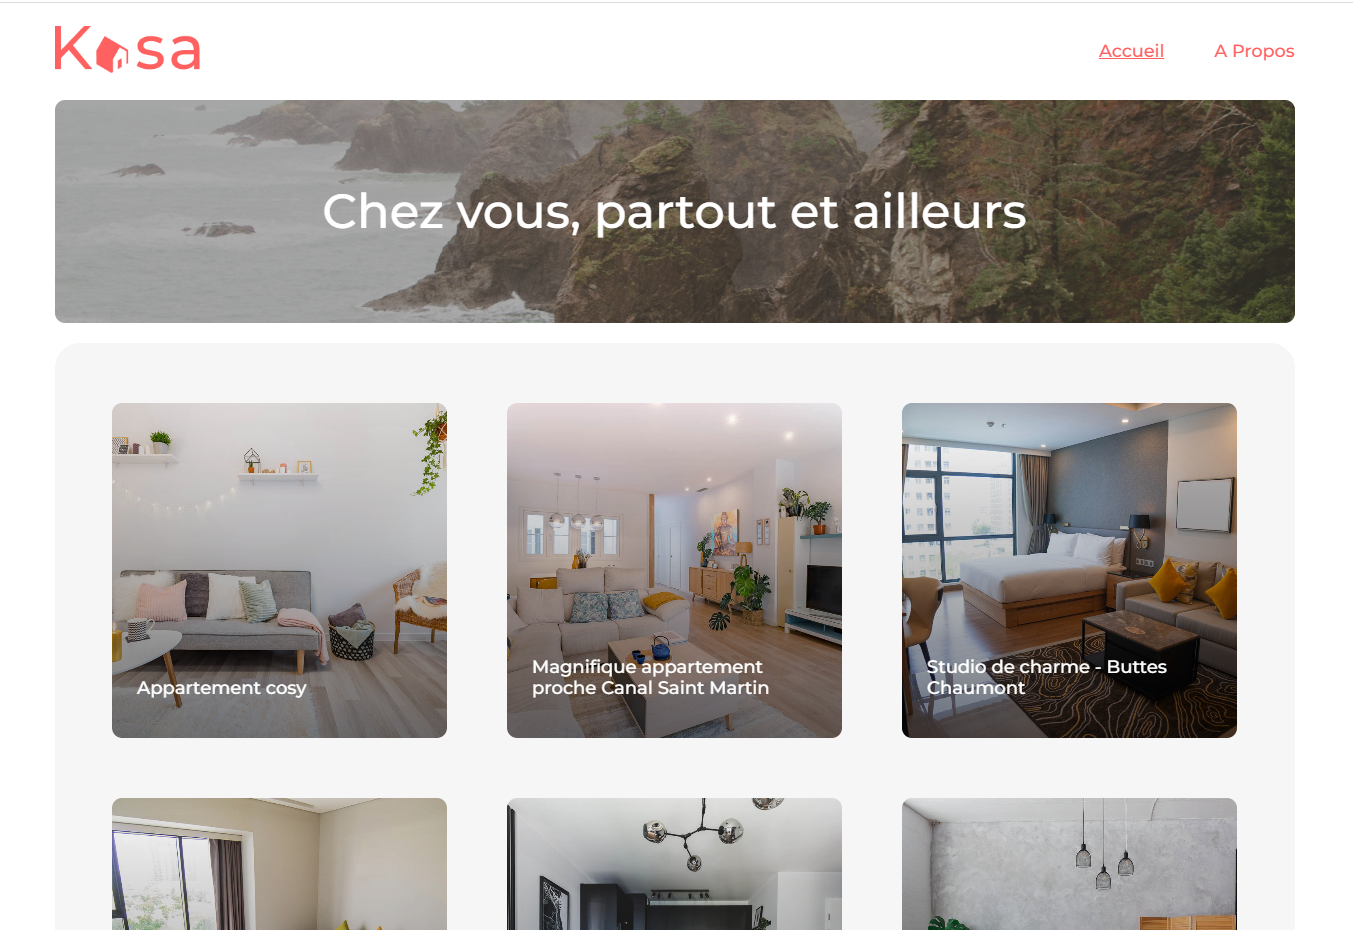 Kasa
Accueil
A Propos
Chez vous, partout et ailleurs
Appartement cosy
Magnifique appartement
proche Canal Saint Martin
Studio de charme - Buttes
Chaumont